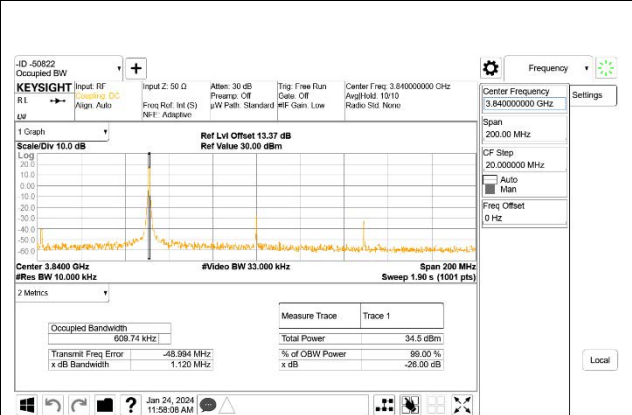 -ID -50822
Occupied BW
Frequency
KEYSIGHT
Input: RF
Coupling: DC
Align: Auto
Input Z: 50 Ω
Freq Ref: Int (S)
NFE: Adaptive
Atten: 30 dB
Preamp: Off
µW Path: Standard
Trig: Free Run
Gate: Off
#IF Gain: Low
Center Freq: 3.840000000 GHz
Avg|Hold: 10/10
Radio Std: None
Center Frequency
3.840000000 GHz
Settings
Span
200.00 MHz
CF Step
20.000000 MHz
Auto
Man
Freq Offset
0 Hz
Local
1 Graph
Scale/Div 10.0 dB
Ref Lvl Offset 13.37 dB
Ref Value 30.00 dBm
Log
20.0
10.0
0.00
-10.0
-20.0
-30.0
-40.0
-50.0
-60.0
Center 3.8400 GHz
#Video BW 33.000 kHz
Span 200 MHz
#Res BW 10.000 kHz
Sweep 1.90 s (1001 pts)
2 Metrics
Measure Trace
Trace 1
Occupied Bandwidth
609.74 kHz
Total Power
34.5 dBm
Transmit Freq Error
-48.994 MHz
% of OBW Power
99.00 %
x dB Bandwidth
1.120 MHz
x dB
-26.00 dB
Jan 24, 2024
11:58:08 AM